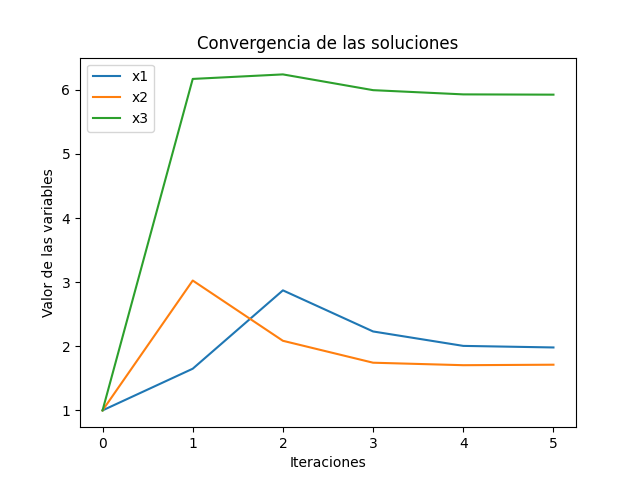 Convergencia de las soluciones
x1
x2
x3
Valor de las variables
6
5
4
3
2
1
0 1 2 3 4 5
Iteraciones